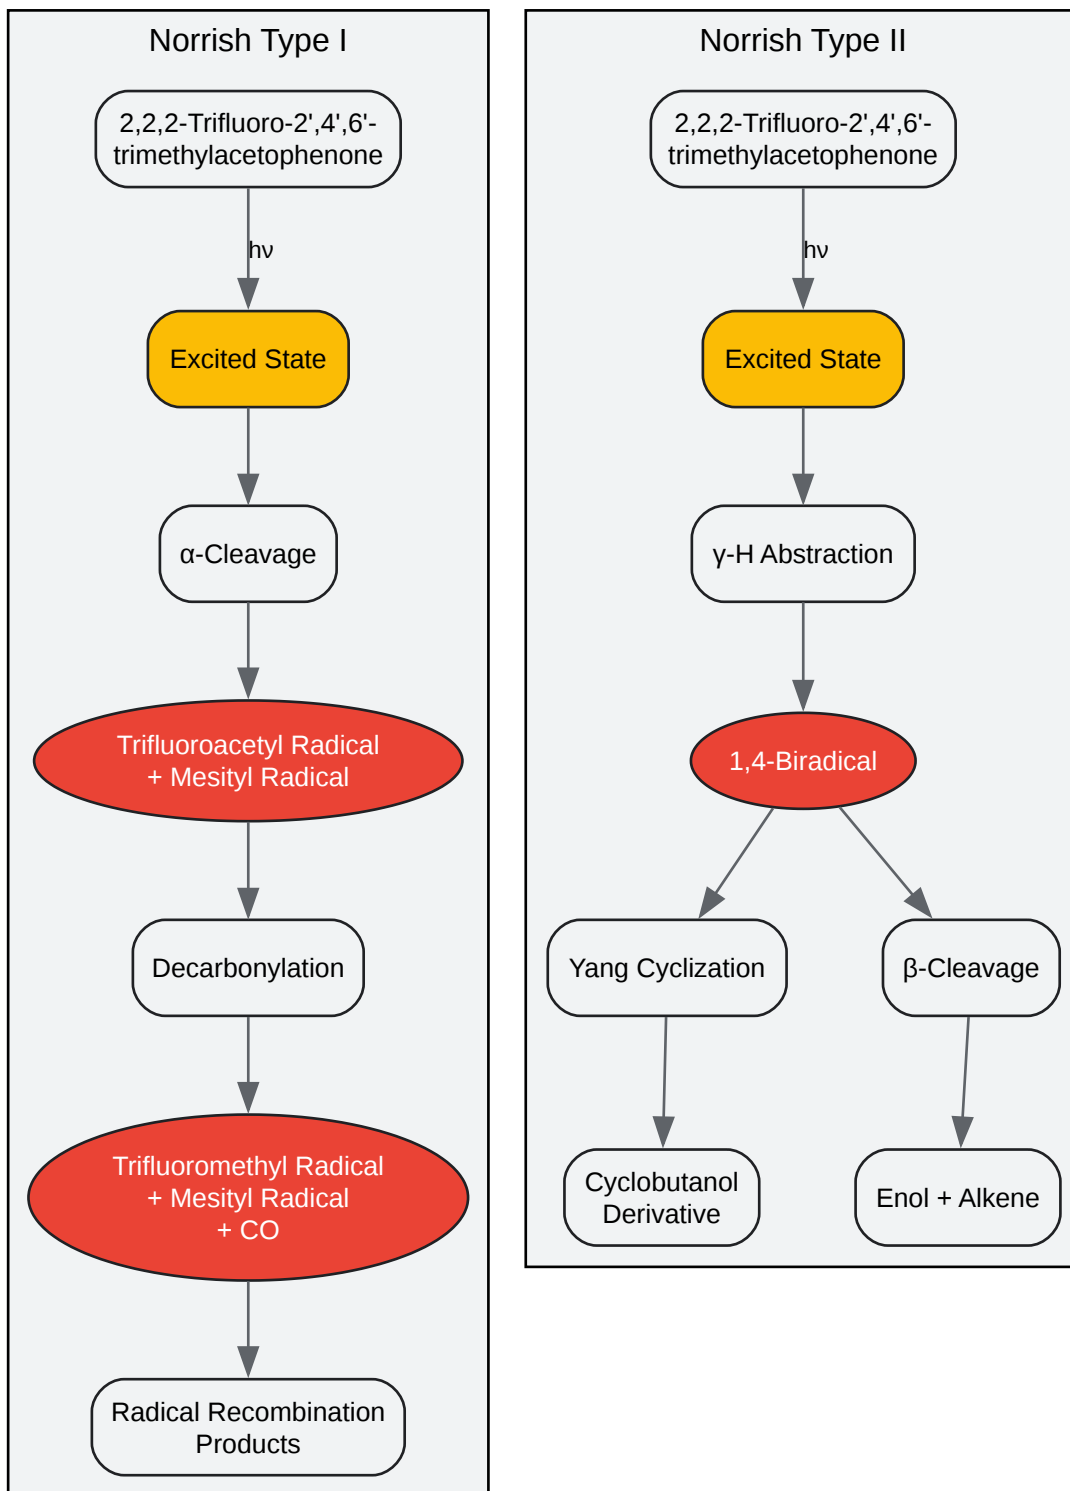 Norrish Type I
2,2,2-Trifluoro-2',4',6'-
trimethylacetophenone
hν
Excited State
α-Cleavage
Trifluoroacetyl Radical
+ Mesityl Radical
Decarbonylation
Trifluoromethyl Radical
+ Mesityl Radical
+ CO
Radical Recombination
Products
Norrish Type II
2,2,2-Trifluoro-2',4',6'-
trimethylacetophenone
hν
Excited State
γ-H Abstraction
1,4-Biradical
Yang Cyclization
β-Cleavage
Cyclobutanol
Derivative
Enol + Alkene